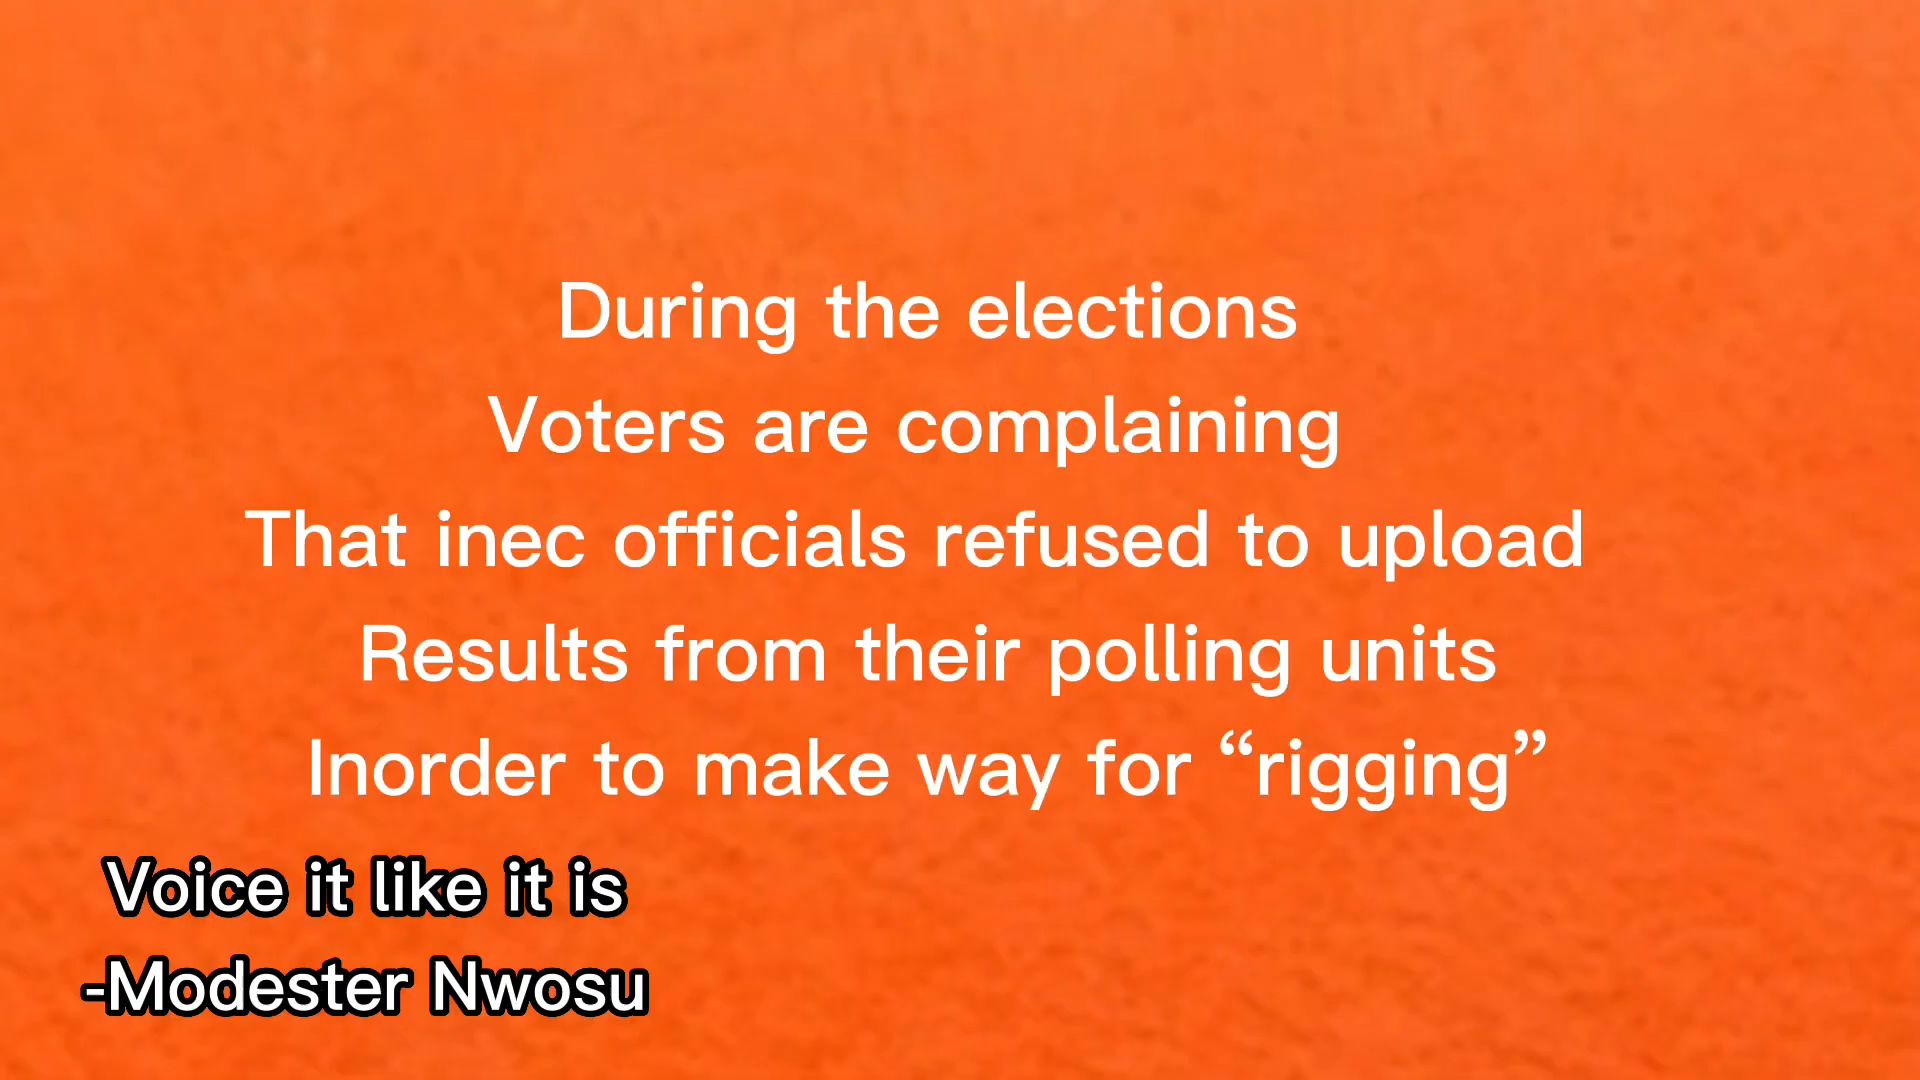 During the elections
Voters are complaining
That inec officials refused to upload
Results from their polling units
Inorder to make way for “rigging”
Voice it like it is
-Modester Nwosu